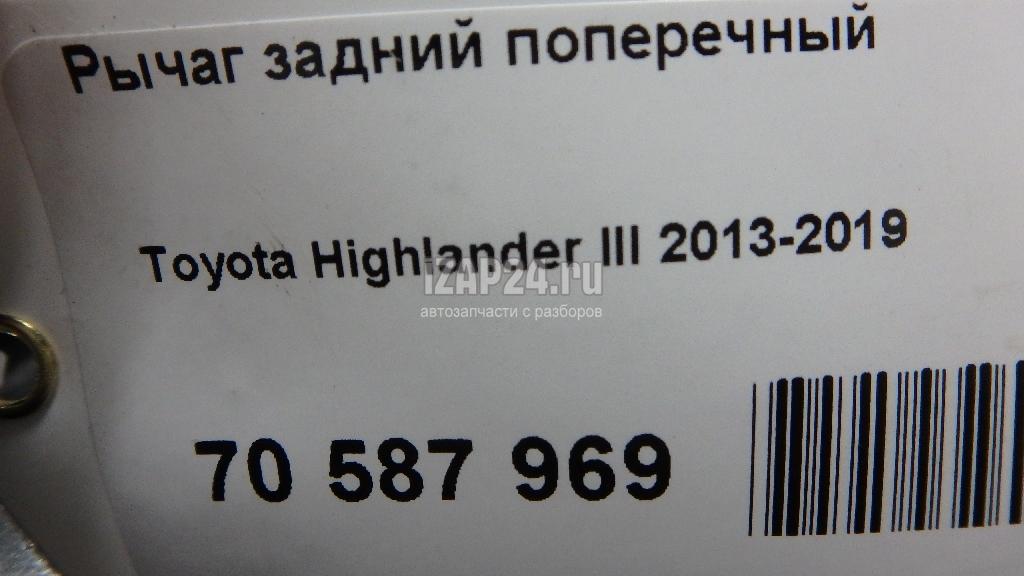 Рычаг задний поперечный
Toyota Highlander III 2013-2019
iZAP24.ru
автозапчасти с разборов
70 587 969